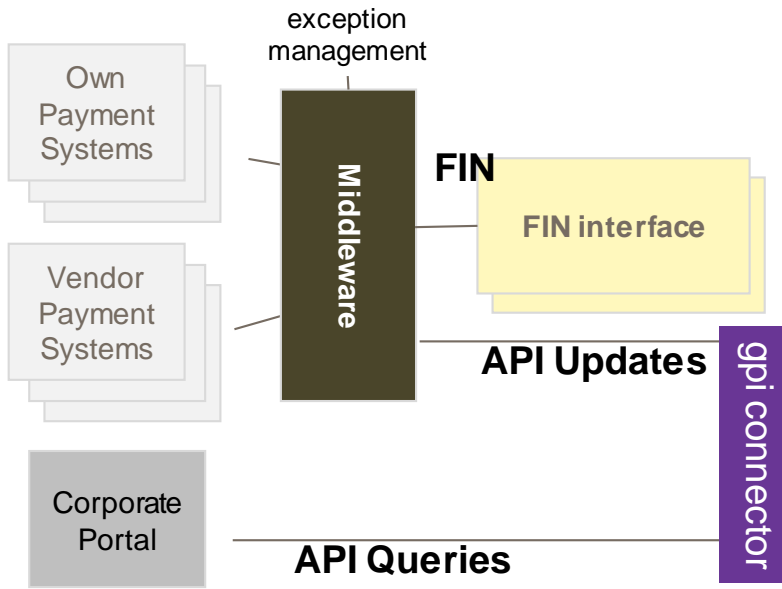 exception
management
Own
Payment
Systems
Middleware
FIN
FIN interface
Vendor
Payment
Systems
API Updates
gpi connector
Corporate
Portal
API Queries